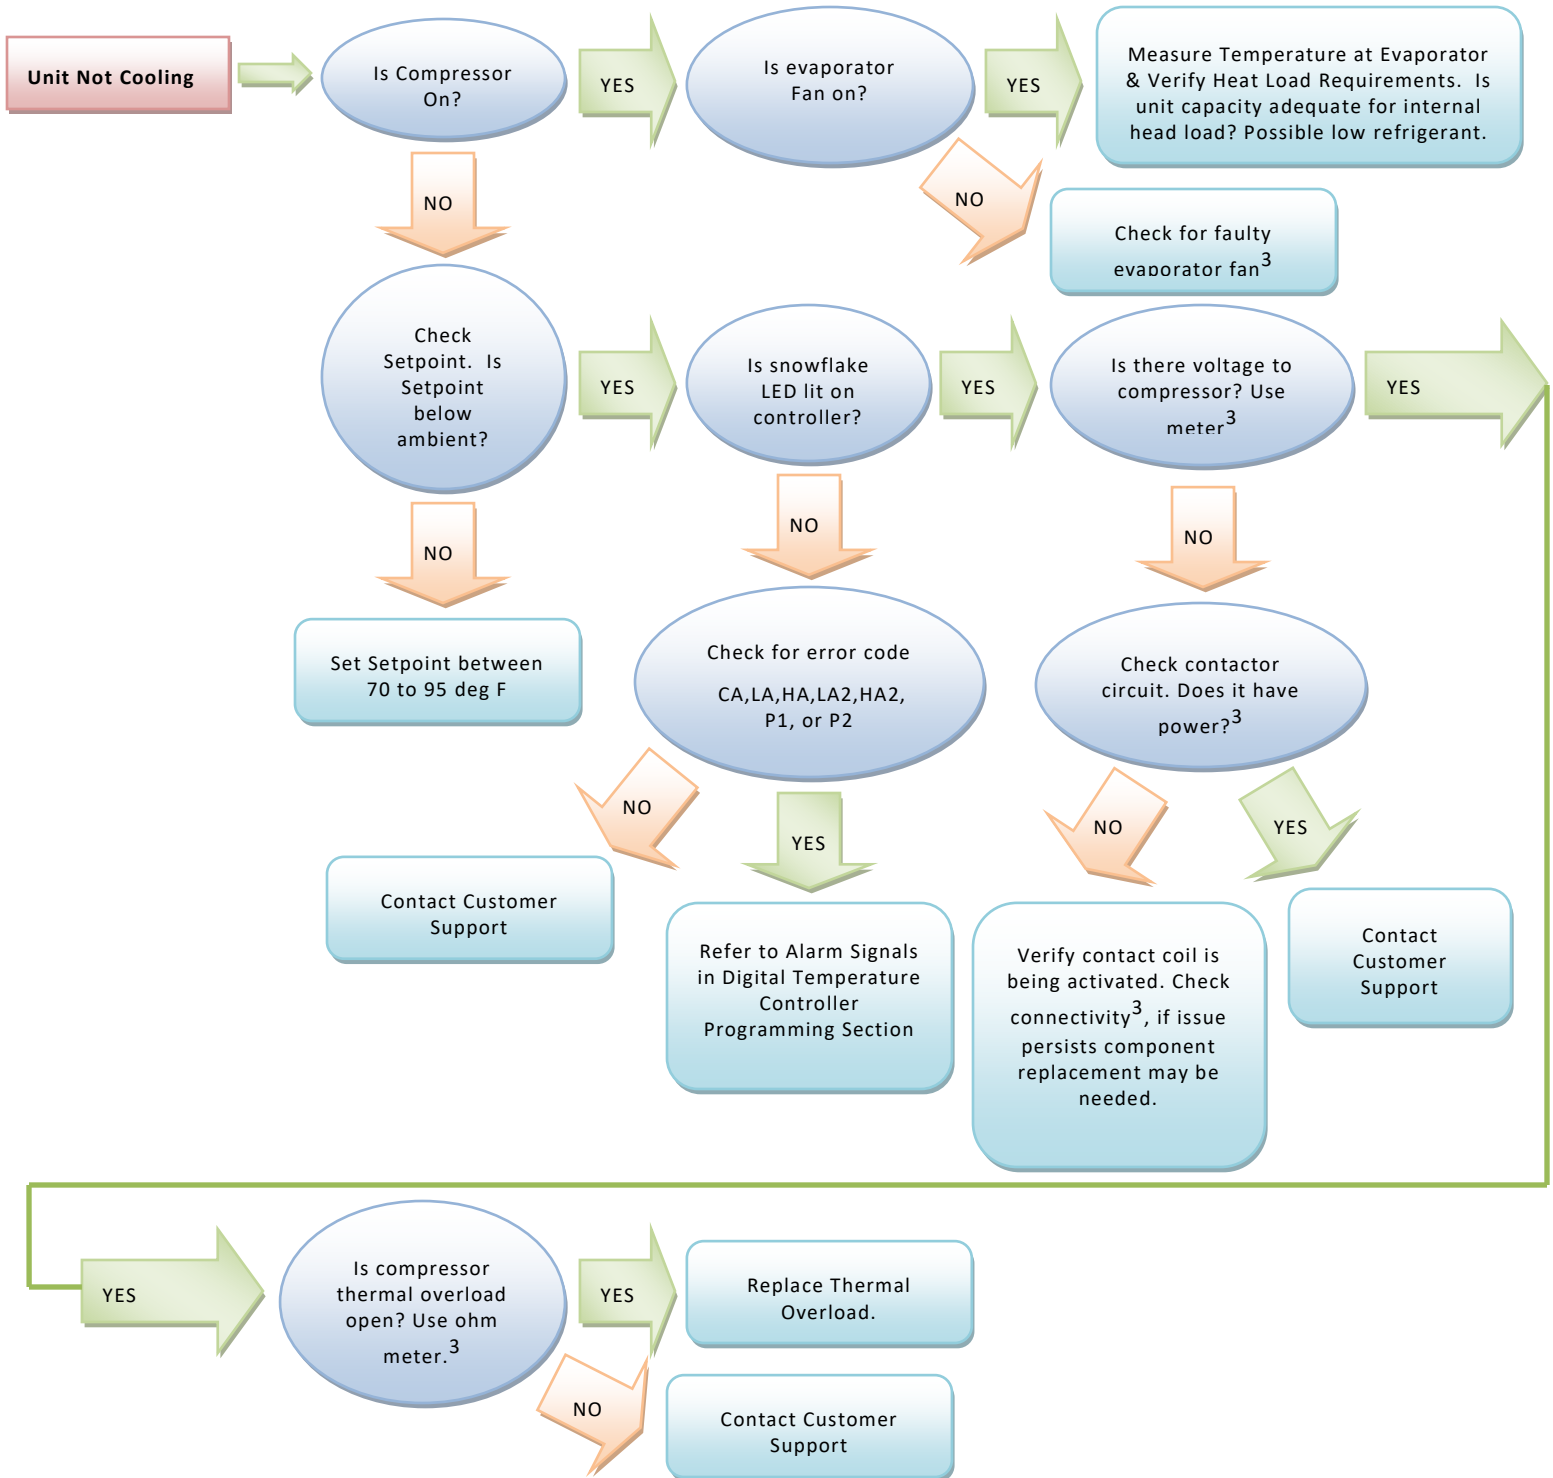 Unit Not Cooling
Is Compressor
On?
YES
Is evaporator
Fan on?
YES
Measure Temperature at Evaporator
& Verify Heat Load Requirements.  Is
unit capacity adequate for internal
head load? Possible low refrigerant.
NO
NO
Check for faulty
evaporator fan3
Check
Setpoint.  Is
Setpoint
below
ambient?
YES
Is snowflake
LED lit on
controller?
YES
Is there voltage to
compressor? Use
meter3
YES
NO
NO
NO
Set Setpoint between
70 to 95 deg F
Check for error code
CA,LA,HA,LA2,HA2,
P1, or P2
Check contactor
circuit. Does it have
power?3
NO
YES
NO
YES
Contact Customer
Support
Refer to Alarm Signals
in Digital Temperature
Controller
Programming Section
Verify contact coil is
being activated. Check
connectivity3, if issue
persists component
replacement may be
needed.
Contact
Customer
Support
YES
Is compressor
thermal overload
open? Use ohm
meter.3
YES
Replace Thermal
Overload.
NO
Contact Customer
Support